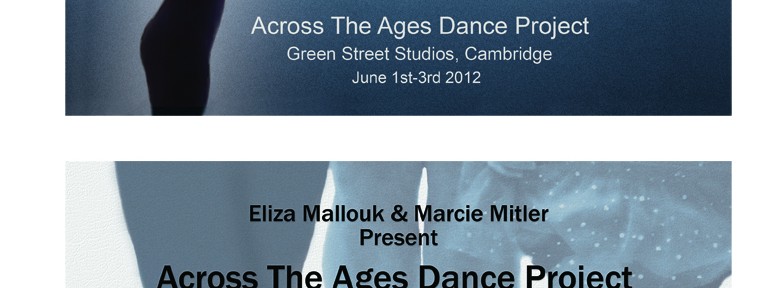 Across The Ages Dance Project
Green Street Studios, Cambridge
June 1st-3rd 2012
Eliza Mallouk & Marcie Mitler
Present
Across The Ages Dance Project